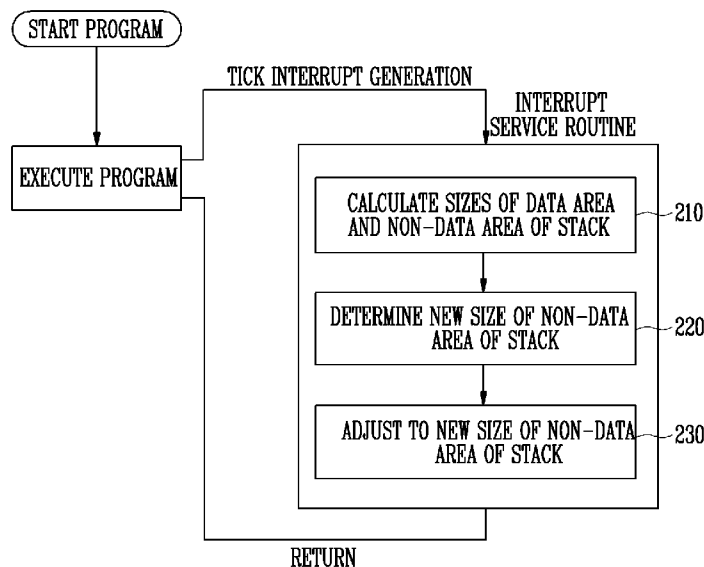 START PROGRAM
TICK INTERRUPT GENERATION
INTERRUPT
SERVICE ROUTINE
EXECUTE PROGRAM
CALCULATE SIZES OF DATA AREA
AND NON-DATA AREA OF STACK
210
DETERMINE NEW SIZE OF NON-DATA
AREA OF STACK
220
ADJUST TO NEW SIZE OF NON-DATA
AREA OF STACK
230
RETURN